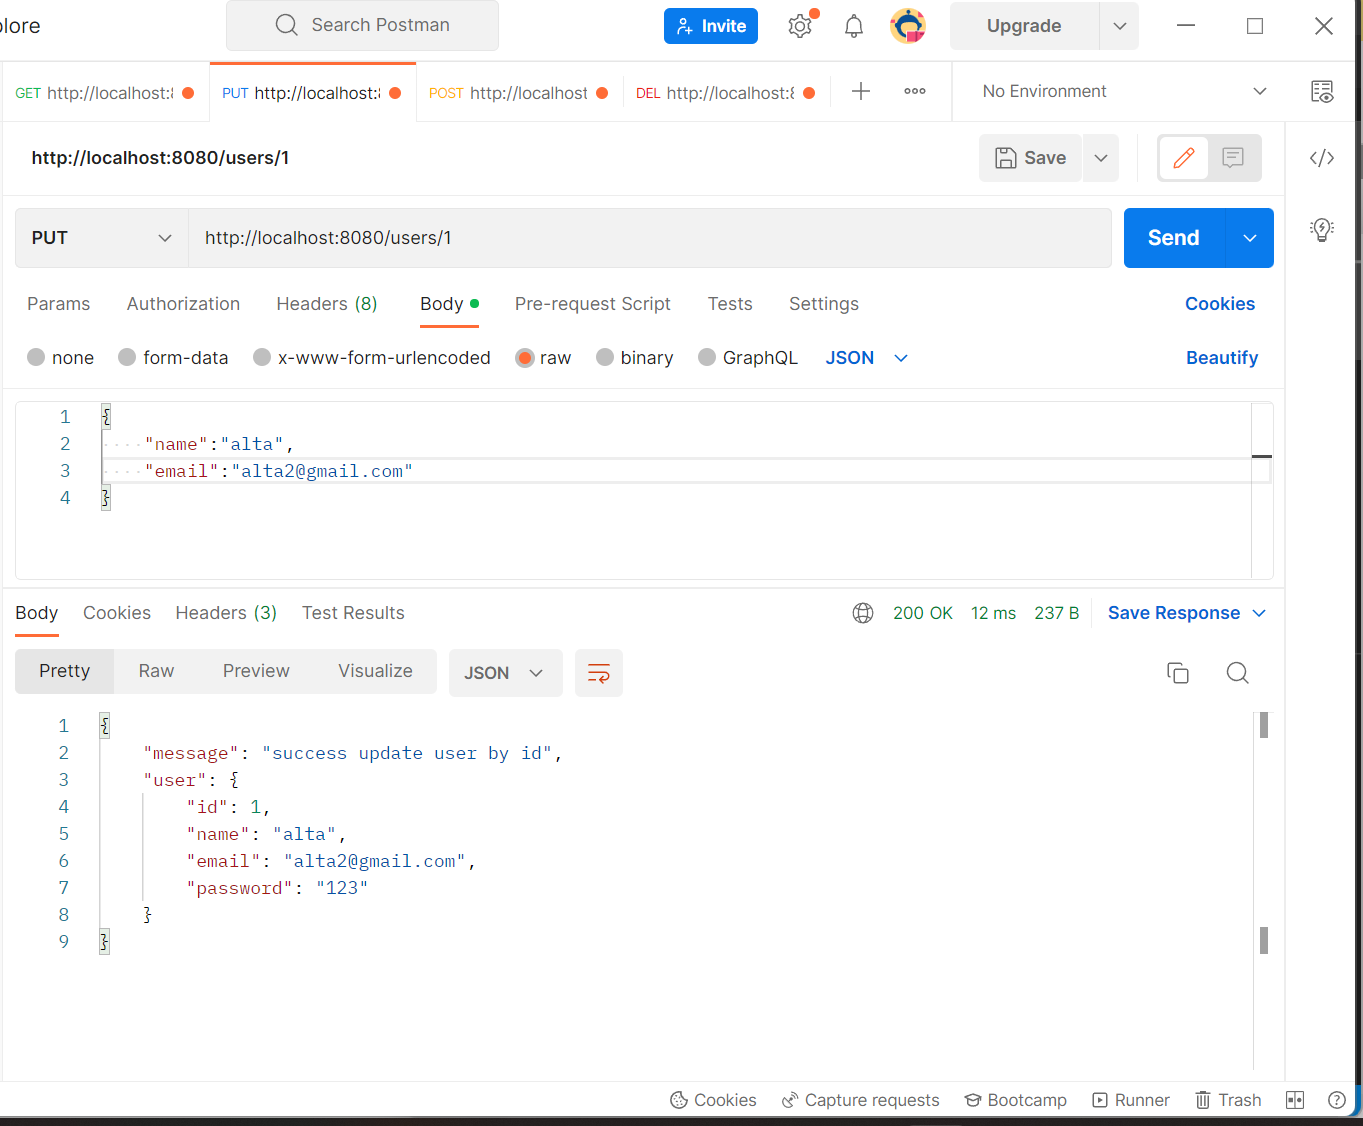 plore
Search Postman
Invite
Upgrade
GET http://localhost:8
PUT http://localhost:8
POST http://localhost
DEL http://localhost:8
No Environment
http://localhost:8080/users/1
Save
PUT
http://localhost:8080/users/1
Send
Params Authorization Headers (8) Body Pre-request Script Tests Settings Cookies
none form-data x-www-form-urlencoded raw binary GraphQL JSON Beautify
1 {
2 "name":"alta",
3 "email":"alta2@gmail.com"
4 }
Body Cookies Headers (3) Test Results 200 OK 12 ms 237 B Save Response
Pretty Raw Preview Visualize JSON
1 {
2 "message": "success update user by id",
3 "user": {
4 "id": 1,
5 "name": "alta",
6 "email": "alta2@gmail.com",
7 "password": "123"
8 }
9 }
Cookies Capture requests Bootcamp Runner Trash